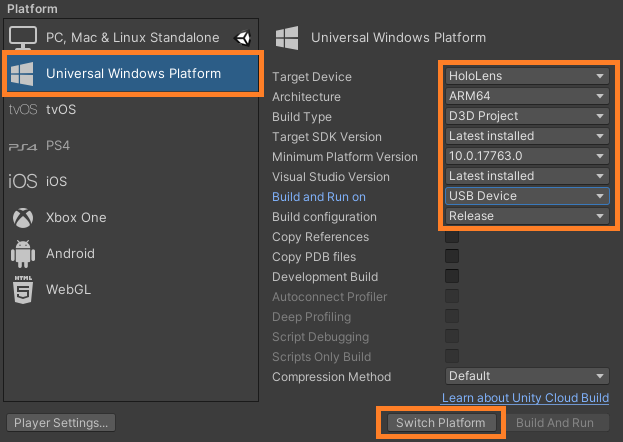 Platform
PC, Mac & Linux Standalone
Universal Windows Platform
tvOS tvOS
PS4 PS4
iOS iOS
Xbox One
Android
HTML
WebGL
Universal Windows Platform
Target Device HoloLens
Architecture ARM64
Build Type D3D Project
Target SDK Version Latest installed
Minimum Platform Version 10.0.17763.0
Visual Studio Version Latest installed
Build and Run on USB Device
Build configuration Release
Copy References
Copy PDB files
Development Build
Autoconnect Profiler
Deep Profiling
Script Debugging
Scripts Only Build
Compression Method Default
Learn about Unity Cloud Build
Player Settings... Switch Platform Build And Run